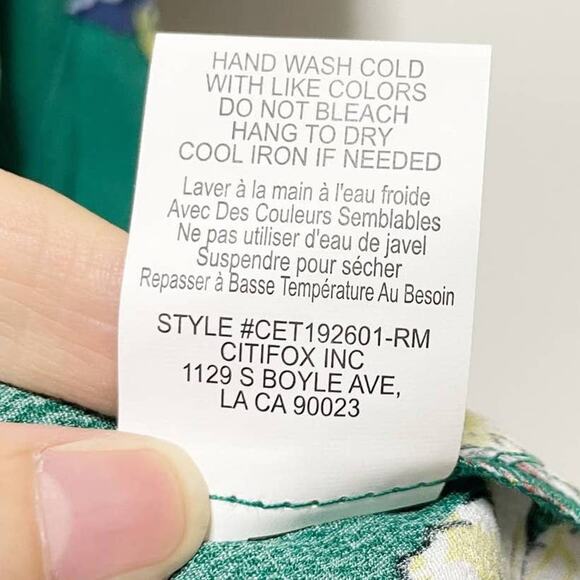 HAND WASH COLD
WITH LIKE COLORS
DO NOT BLEACH
HANG TO DRY
COOL IRON IF NEEDED
Laver à la main à l'eau froide
Avec Des Couleurs Semblables
Ne pas utiliser d'eau de javel
Suspendre pour sécher
Repasser à Basse Température Au Besoin
STYLE #CET192601-RM
CITIFOX INC
1129 S BOYLE AVE,
LA CA 90023